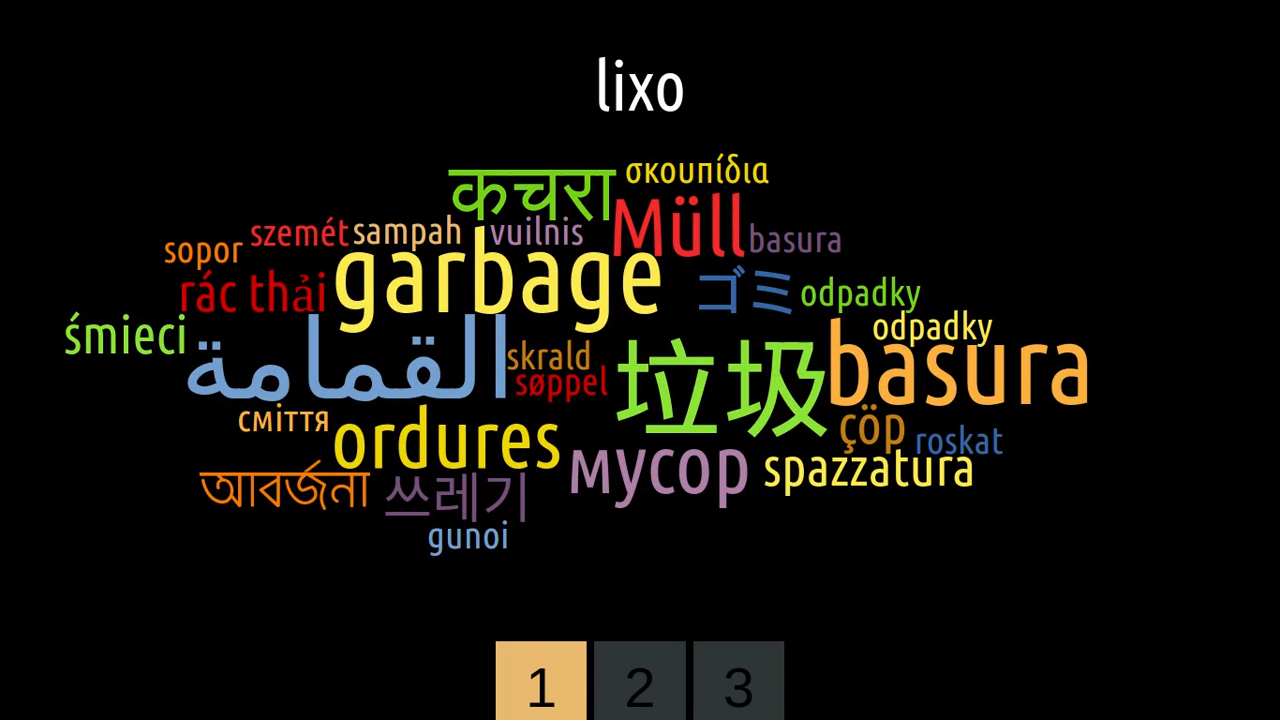 lixo
कचरा
σκουπίδια
Müll
szemét
sampah
vuilnis
basura
sopor
garbage
rác thải
ゴミ
odpadky
śmieci
odpadky
القمامة
skrald
垃圾
basura
søppel
смiття
ordures
çöp
roskat
мусор
spazzatura
আবর্জনা
쓰레기
gunoi
1 2 3